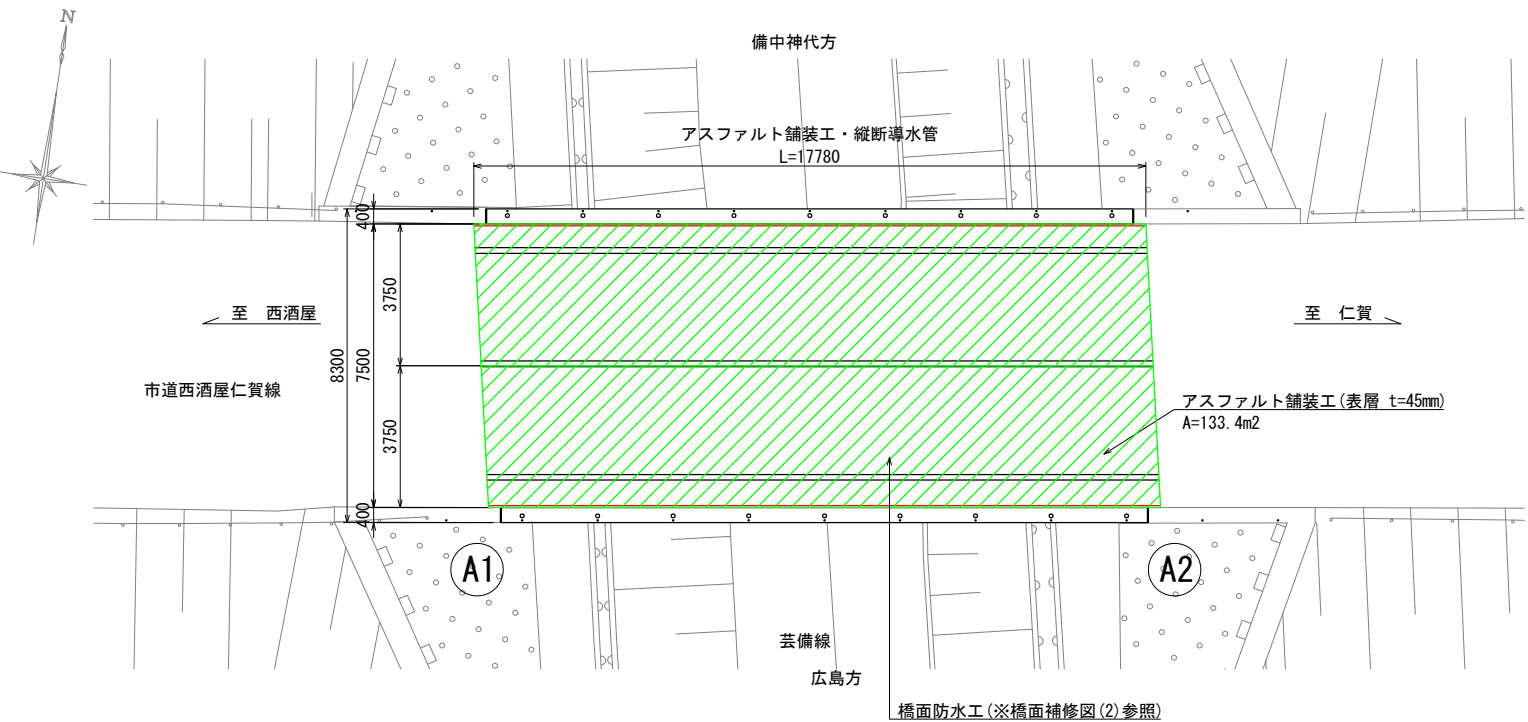 N
備中神代方
アスファルト舗装工・縦断導水管
L=17780
400
3750
至　西酒屋
至　仁賀
8300
7500
市道西酒屋仁賀線
アスファルト舗装工(表層 t=45mm)
A=133.4m2
3750
400
A1
A2
芸備線
広島方
橋面防水工(※橋面補修図(2)参照)